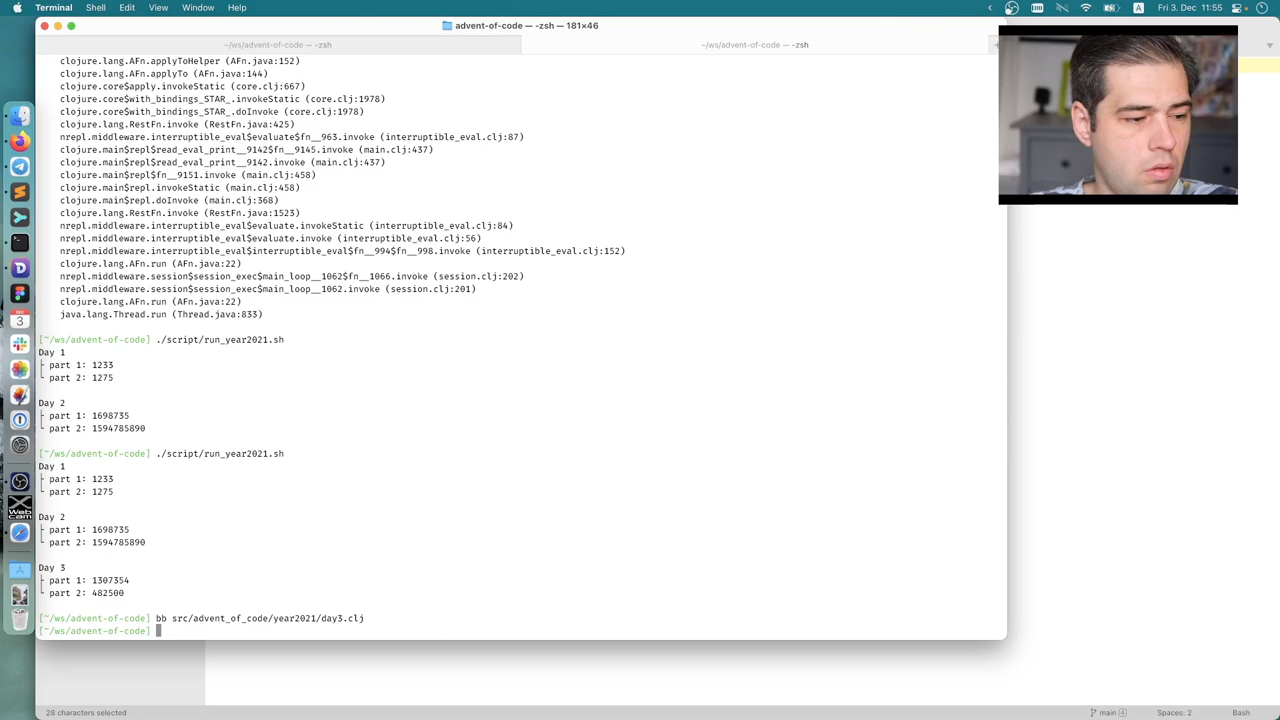 Terminal Shell Edit View Window Help
Fri 3. Dec 11:55
advent-of-code — -zsh — 181×46
~/ws/advent-of-code — -zsh
~/ws/advent-of-code — -zsh
clojure.lang.AFn.applyToHelper (AFn.java:152)
clojure.lang.AFn.applyTo (AFn.java:144)
clojure.core$apply.invokeStatic (core.clj:667)
clojure.core$with_bindings_STAR_.invokeStatic (core.clj:1978)
clojure.core$with_bindings_STAR_.doInvoke (core.clj:1978)
clojure.lang.RestFn.invoke (RestFn.java:425)
nrepl.middleware.interruptible_eval$evaluate$fn__963.invoke (interruptible_eval.clj:87)
clojure.main$repl$read_eval_print__9142$fn__9145.invoke (main.clj:437)
clojure.main$repl$read_eval_print__9142.invoke (main.clj:437)
clojure.main$repl$fn__9151.invoke (main.clj:458)
clojure.main$repl.invokeStatic (main.clj:458)
clojure.main$repl.doInvoke (main.clj:368)
clojure.lang.RestFn.invoke (RestFn.java:1523)
nrepl.middleware.interruptible_eval$evaluate.invokeStatic (interruptible_eval.clj:84)
nrepl.middleware.interruptible_eval$evaluate.invoke (interruptible_eval.clj:56)
nrepl.middleware.interruptible_eval$interruptible_eval$fn__994$fn__998.invoke (interruptible_eval.clj:152)
clojure.lang.AFn.run (AFn.java:22)
nrepl.middleware.session$session_exec$main_loop__1062$fn__1066.invoke (session.clj:202)
nrepl.middleware.session$session_exec$main_loop__1062.invoke (session.clj:201)
clojure.lang.AFn.run (AFn.java:22)
java.lang.Thread.run (Thread.java:833)
[~/ws/advent-of-code] ./script/run_year2021.sh
Day 1
├ part 1: 1233
└ part 2: 1275
Day 2
├ part 1: 1698735
└ part 2: 1594785890
[~/ws/advent-of-code] ./script/run_year2021.sh
Day 1
├ part 1: 1233
└ part 2: 1275
Day 2
├ part 1: 1698735
└ part 2: 1594785890
Day 3
├ part 1: 1307354
└ part 2: 482500
[~/ws/advent-of-code] bb src/advent_of_code/year2021/day3.clj
[~/ws/advent-of-code]
DEC
3
Web
cam
28 characters selected
main 4
Spaces: 2
Bash